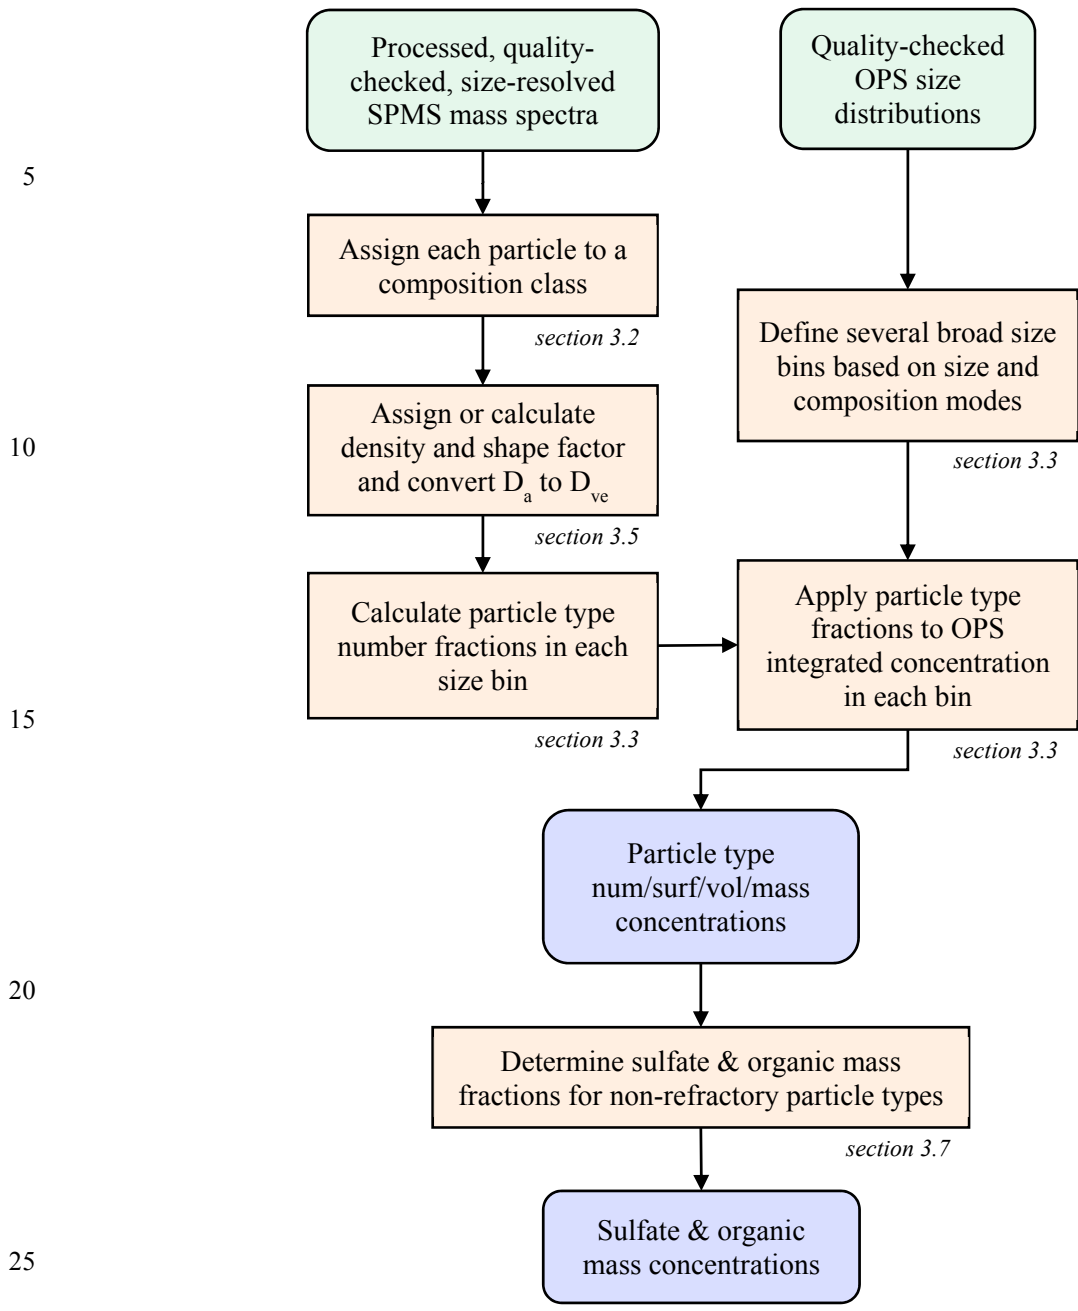 Processed, quality-
checked, size-resolved
SPMS mass spectra
Quality-checked
OPS size
distributions
5
Assign each particle to a
composition class
section 3.2
Define several broad size
bins based on size and
composition modes
section 3.3
Assign or calculate
density and shape factor
and convert Da to Dve
10
section 3.5
Calculate particle type
number fractions in each
size bin
section 3.3
Apply particle type
fractions to OPS
integrated concentration
in each bin
15
section 3.3
Particle type
num/surf/vol/mass
concentrations
20
Determine sulfate & organic mass
fractions for non-refractory particle types
section 3.7
Sulfate & organic
mass concentrations
25